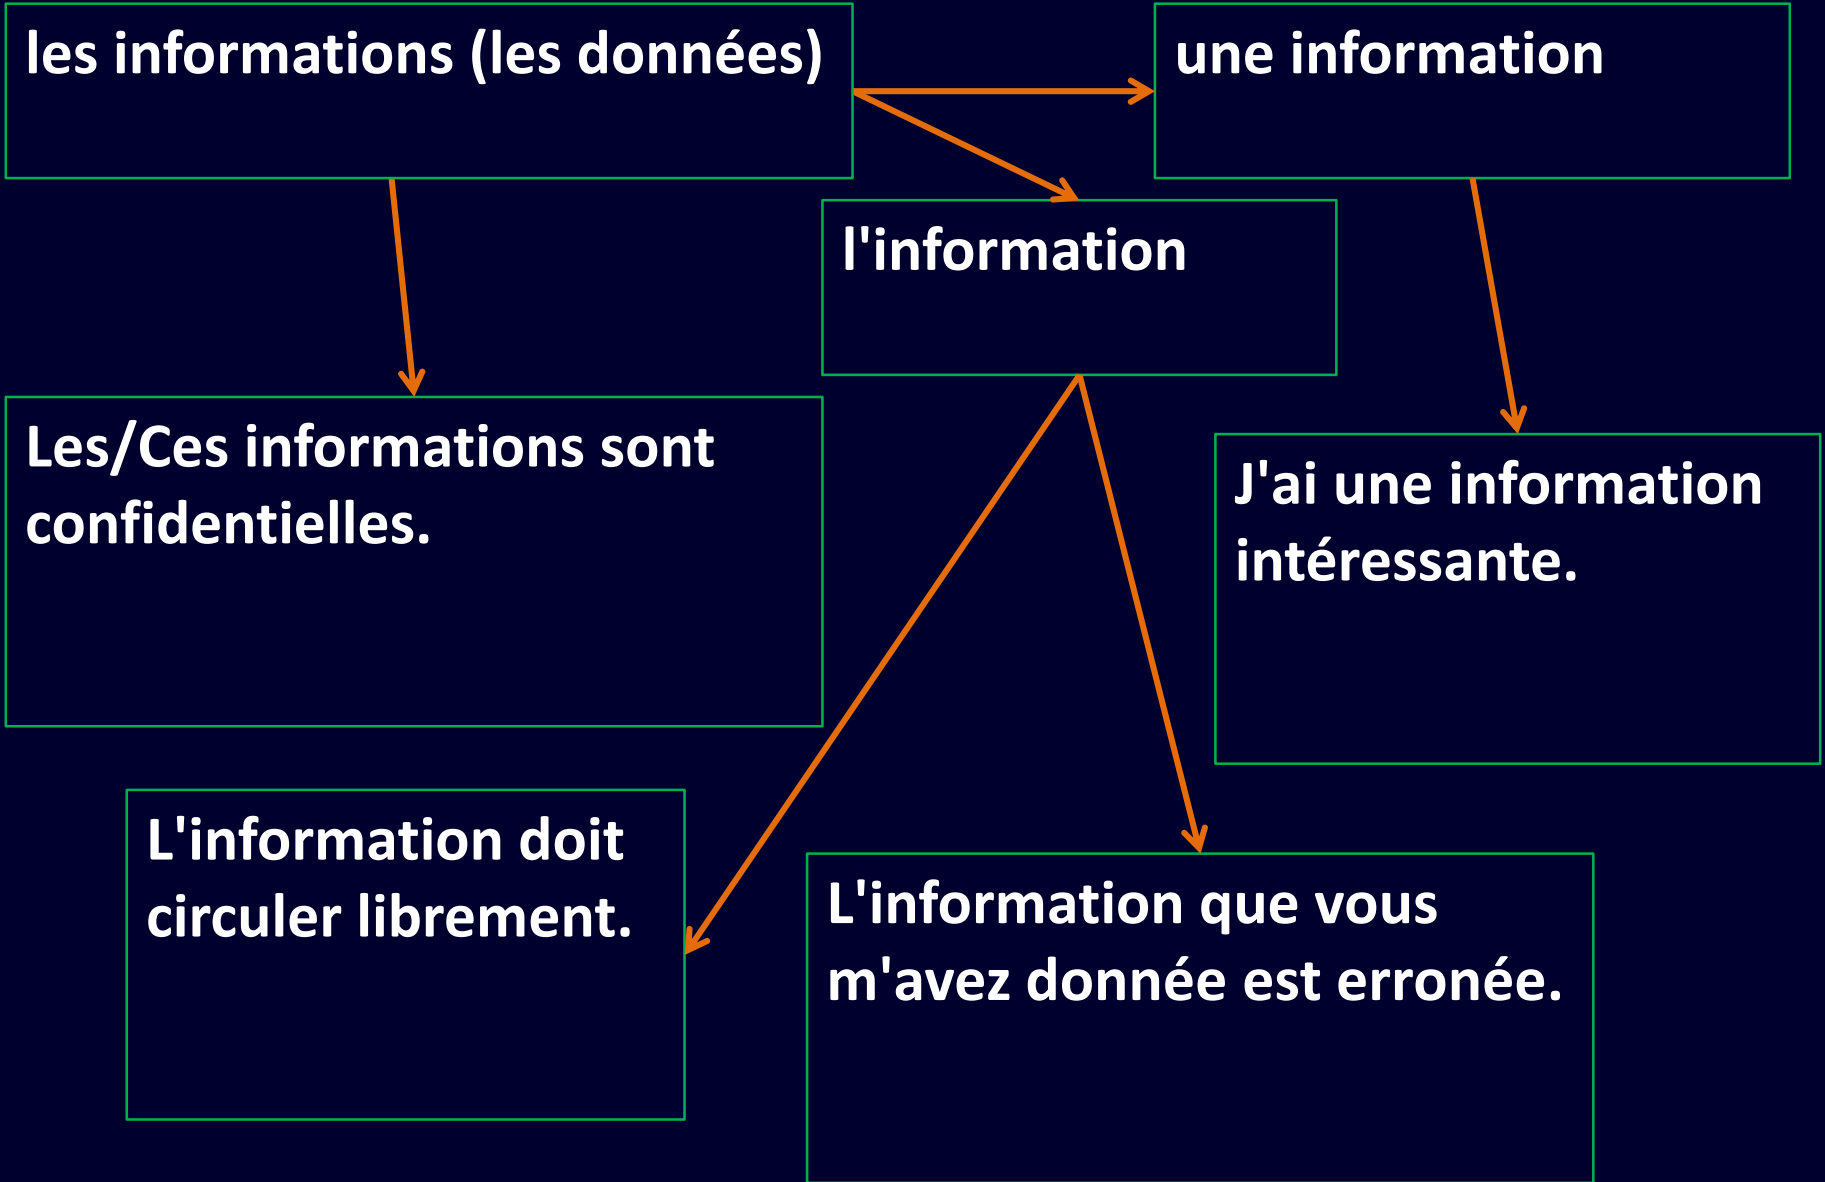 les informations (les données)
une information
l'information
Les/Ces informations sont
confidentielles.
J'ai une information
intéressante.
L'information doit
circuler librement.
L'information que vous
m'avez donnée est erronée.